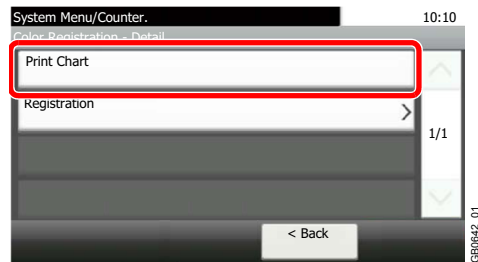 System Menu/Counter.
10:10
Color Registration - Detail
Print Chart
Registration
1/1
< Back
GB0642_01